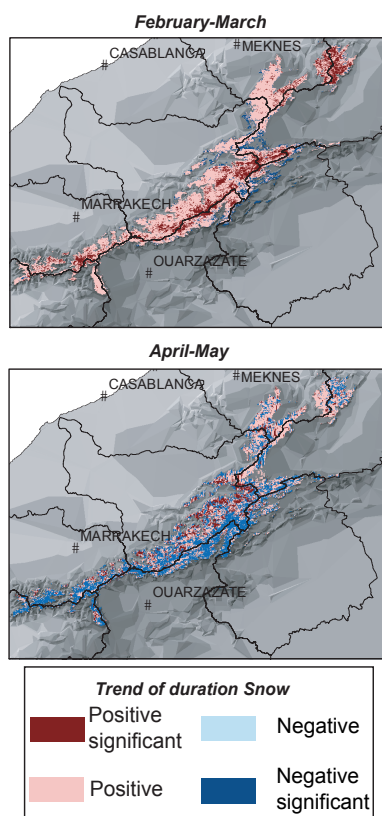 February-March
# MEKNES
CASABLANCA
#
MARRAKECH
#
OUARZAZATE
#
April-May
# MEKNES
CASABLANCA
#
MARRAKECH
#
OUARZAZATE
#
Trend of duration Snow
Positive significant
Negative
Positive
Negative significant